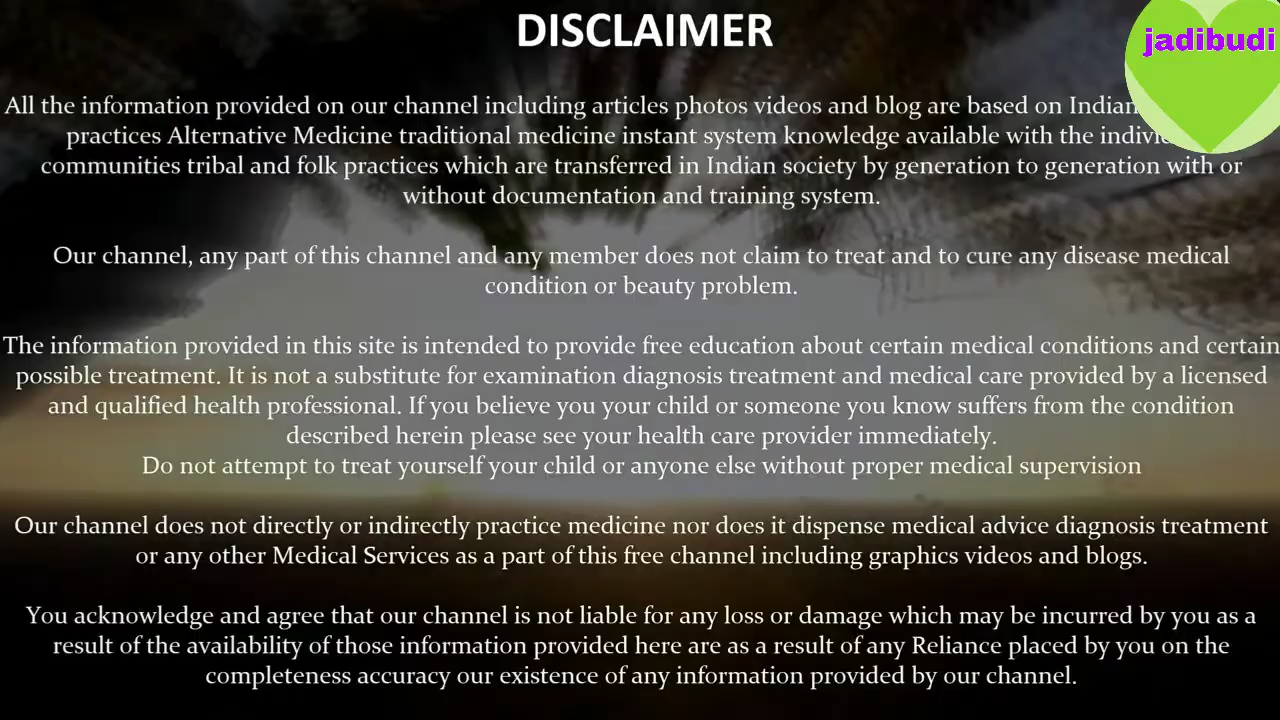 DISCLAIMER
jadibudi
All the information provided on our channel including articles photos videos and blog are based on Indian
practices Alternative Medicine traditional medicine instant system knowledge available with the
communities tribal and folk practices which are transferred in Indian society by generation to generation with or
without documentation and training system.
Our channel, any part of this channel and any member does not claim to treat and to cure any disease medical
condition or beauty problem.
The information provided in this site is intended to provide free education about certain medical conditions and certain
possible treatment. It is not a substitute for examination diagnosis treatment and medical care provided by a licensed
and qualified health professional. If you believe you your child or someone you know suffers from the condition
described herein please see your health care provider immediately.
Do not attempt to treat yourself your child or anyone else without proper medical supervision
Our channel does not directly or indirectly practice medicine nor does it dispense medical advice diagnosis treatment
or any other Medical Services as a part of this free channel including graphics videos and blogs.
You acknowledge and agree that our channel is not liable for any loss or damage which may be incurred by you as a
result of the availability of those information provided here are as a result of any Reliance placed by you on the
completeness accuracy our existence of any information provided by our channel.